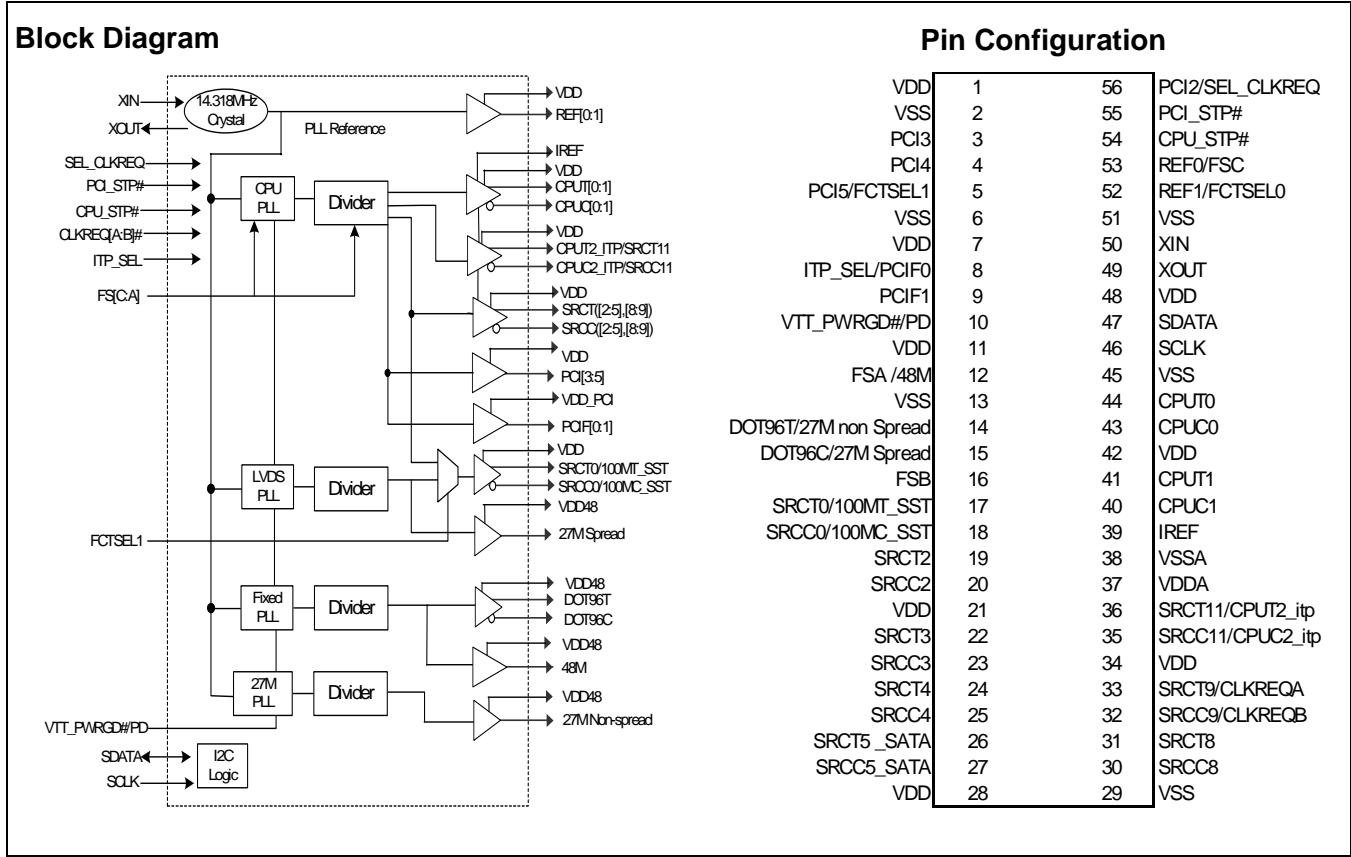 Block Diagram
XIN
XOUT
14.318MHz
Crystal
PLL Reference
SEL_CLKREQ
PCI_STP#
CPU_STP#
CLKREQ[A:B]#
ITP_SEL
FS[C:A]
CPU
PLL
Divider
VDD
REF[0:1]
IREF
VDD
CPUT[0:1]
CPUC[0:1]
VDD
CPUT2_ITP/SRCT11
CPUC2_ITP/SRCC11
VDD
SRCT([2:5],[8:9])
SRCC([2:5],[8:9])
VDD
PCI[3:5]
VDD_PCI
PCIF[0:1]
LVDS
PLL
Divider
VDD
SRCT0/100MT_SST
SRCC0/100MC_SST
VDD48
27M Spread
FCTSEL1
Fixed
PLL
Divider
VDD48
DOT96T
DOT96C
VDD48
48M
27M
PLL
Divider
VDD48
27M Non-spread
VTT_PWRGD#/PD
SDATA
SCLK
I2C
Logic
Pin Configuration
VDD 1 56 PCI2/SEL_CLKREQ
VSS 2 55 PCI_STP#
PCI3 3 54 CPU_STP#
PCI4 4 53 REF0/FSC
PCI5/FCTSEL1 5 52 REF1/FCTSEL0
VSS 6 51 VSS
VDD 7 50 XIN
ITP_SEL/PCIF0 8 49 XOUT
PCIF1 9 48 VDD
VTT_PWRGD#/PD 10 47 SDATA
VDD 11 46 SCLK
FSA /48M 12 45 VSS
VSS 13 44 CPUT0
DOT96T/27M non Spread 14 43 CPUC0
DOT96C/27M Spread 15 42 VDD
FSB 16 41 CPUT1
SRCT0/100MT_SST 17 40 CPUC1
SRCC0/100MC_SST 18 39 IREF
SRCT2 19 38 VSSA
SRCC2 20 37 VDDA
VDD 21 36 SRCT11/CPUT2_itp
SRCT3 22 35 SRCC11/CPUC2_itp
SRCC3 23 34 VDD
SRCT4 24 33 SRCT9/CLKREQA
SRCC4 25 32 SRCC9/CLKREQB
SRCT5 _SATA 26 31 SRCT8
SRCC5_SATA 27 30 SRCC8
VDD 28 29 VSS